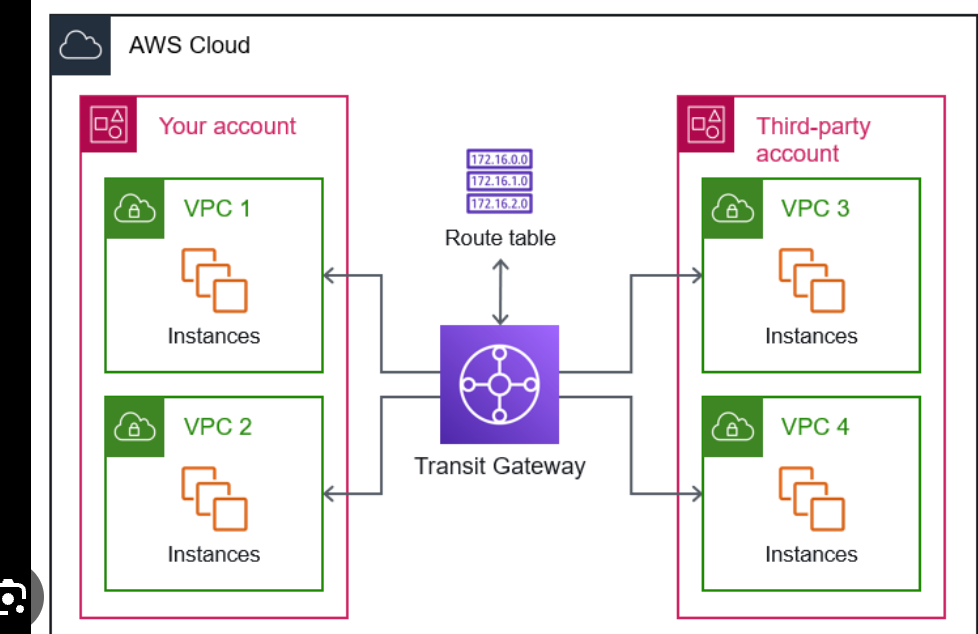 AWS Cloud
Your account
VPC 1
Instances
VPC 2
Instances
172.16.0.0
172.16.1.0
172.16.2.0
Route table
Transit Gateway
Third-party
account
VPC 3
Instances
VPC 4
Instances